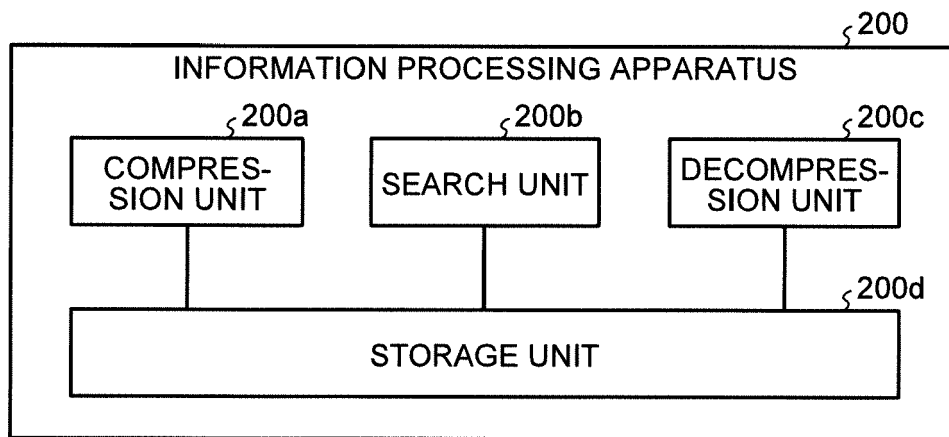 200
INFORMATION PROCESSING APPARATUS
200a
200b
200c
COMPRES-
SION UNIT
SEARCH UNIT
DECOMPRES-
SION UNIT
200d
STORAGE UNIT